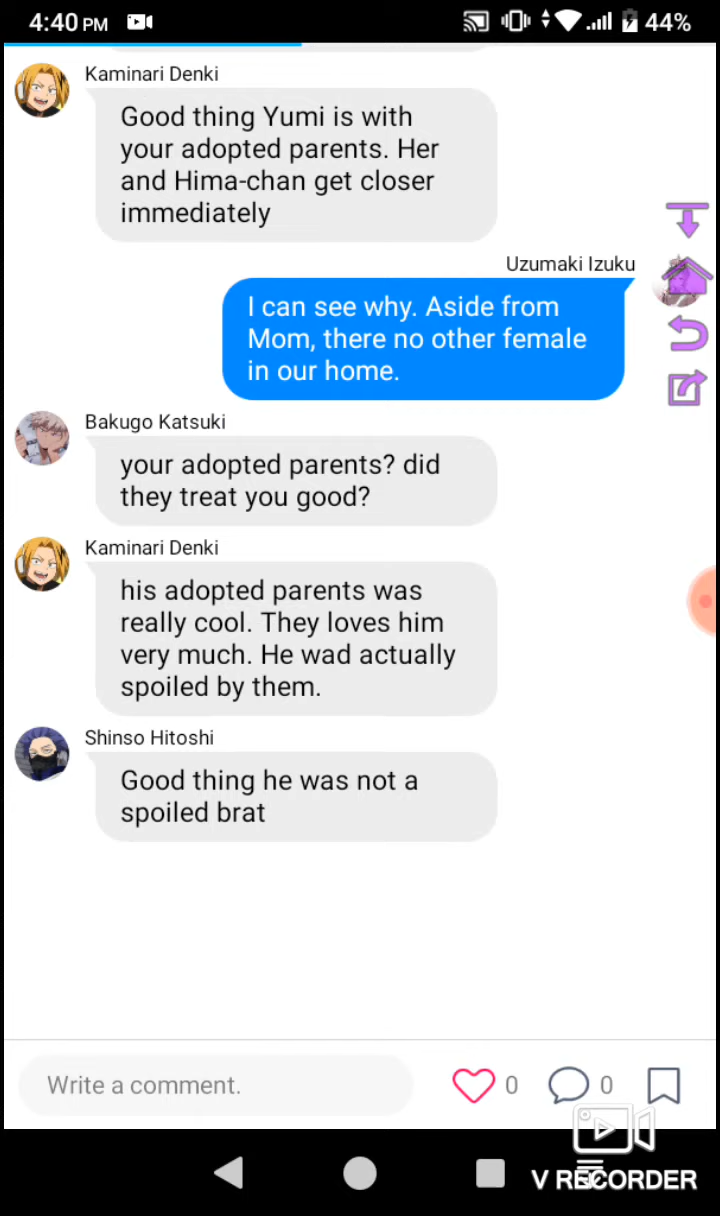 4:40 PM
44%
Kaminari Denki
Good thing Yumi is with
your adopted parents. Her
and Hima-chan get closer
immediately
Uzumaki Izuku
I can see why. Aside from
Mom, there no other female
in our home.
Bakugo Katsuki
your adopted parents? did
they treat you good?
Kaminari Denki
his adopted parents was
really cool. They loves him
very much. He wad actually
spoiled by them.
Shinso Hitoshi
Good thing he was not a
spoiled brat
Write a comment.
0
0
V RECORDER